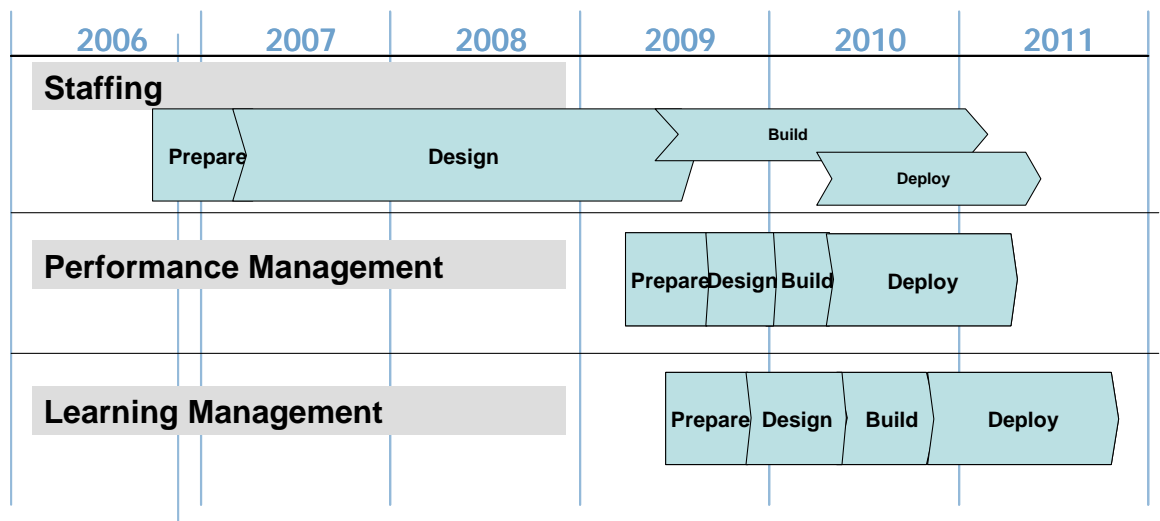 2006 2007 2008 2009 2010 2011
Staffing
Build
Prepare Design
Deploy
Performance Management
Prepare Design Build Deploy
Learning Management
Prepare Design Build Deploy